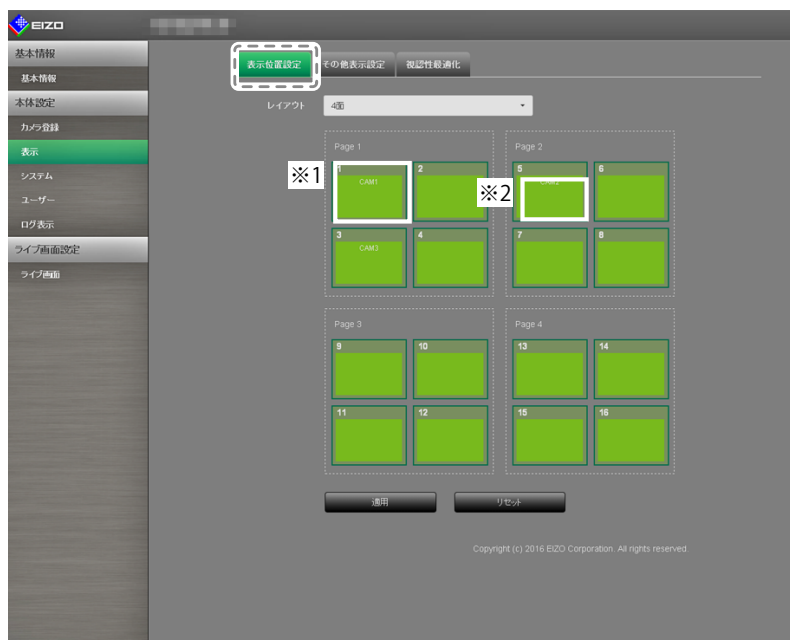 EIZO
基本情報
基本情報
本体設定
カメラ登録
表示
システム
ユーザー
ログ表示
ライブ画面設定
ライブ画面
表示位置設定 その他表示設定 視認性最適化
レイアウト 4面
Page 1 Page 2
※1 1 2 ※2 5 6
CAM1 CAM2
3 4 7 8
CAM3
Page 3 Page 4
9 10 13 14
11 12 15 16
適用 リセット
Copyright (c) 2016 EIZO Corporation. All rights reserved.